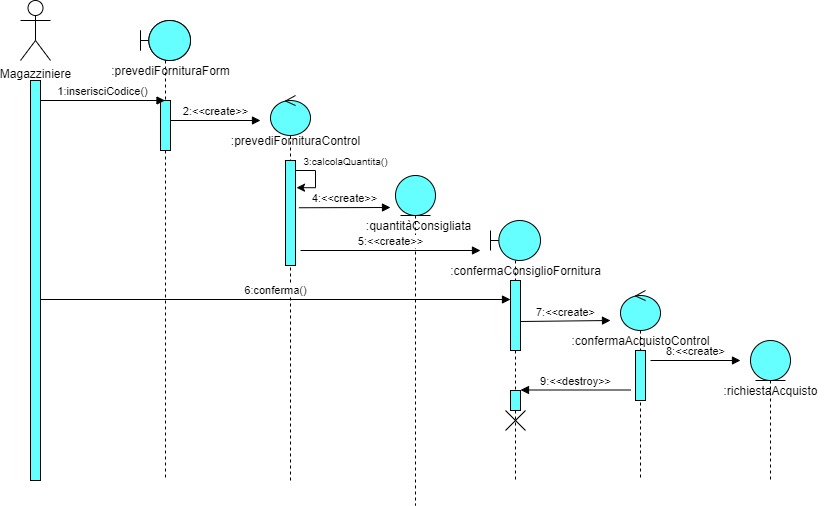 Magazziniere
:prevediFornituraForm
1:inserisciCodice()
2:<<create>>
:prevediFornituraControl
3:calcolaQuantita()
4:<<create>>
:quantitàConsigliata
5:<<create>>
:confermaConsiglioFornitura
6:conferma()
7:<<create>
:confermaAcquistoControl
8:<<create>
9:<<destroy>>
:richiestaAcquisto